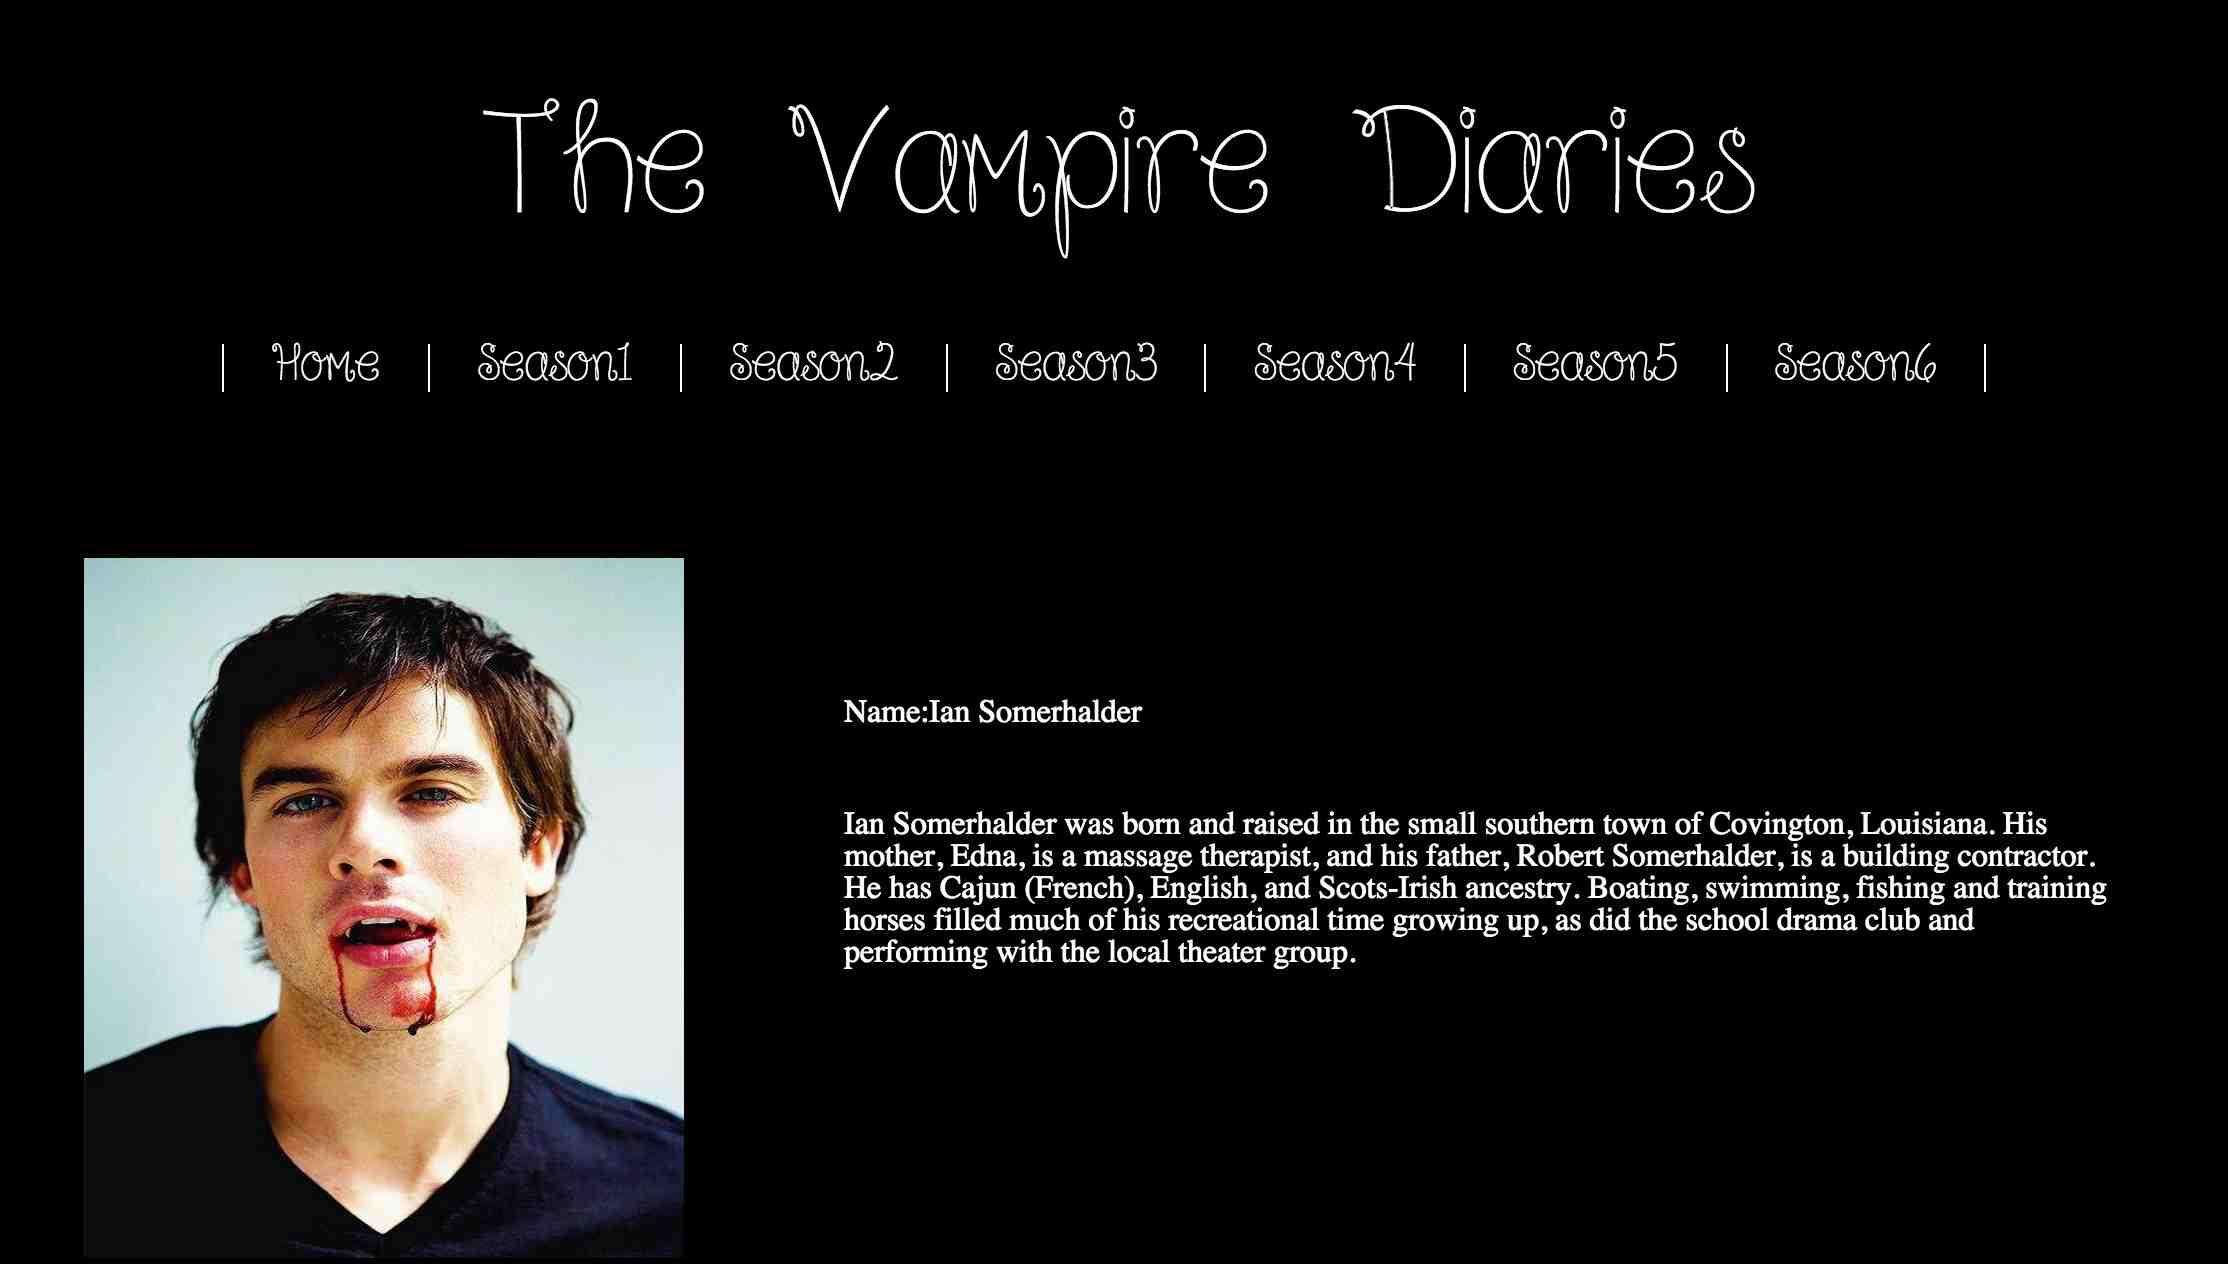 The Vampire Diaries
Home
Season1
Season2
Season3
Season4
Season5
Season6
Name:Ian Somerhalder
Ian Somerhalder was born and raised in the small southern town of Covington, Louisiana. His
mother, Edna, is a massage therapist, and his father, Robert Somerhalder, is a building contractor.
He has Cajun (French), English, and Scots-Irish ancestry. Boating, swimming, fishing and training
horses filled much of his recreational time growing up, as did the school drama club and
performing with the local theater group.